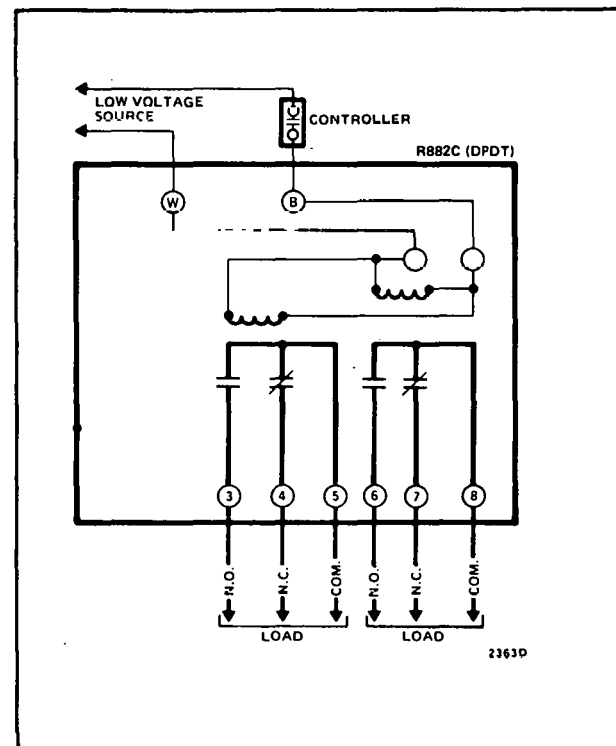 LOW VOLTAGE
SOURCE
CONTROLLER
R882C (DPDT)
W
B
3
4
5
6
7
8
N.O.
N.C.
COM.
N.O.
N.C.
COM.
LOAD
LOAD
2363D